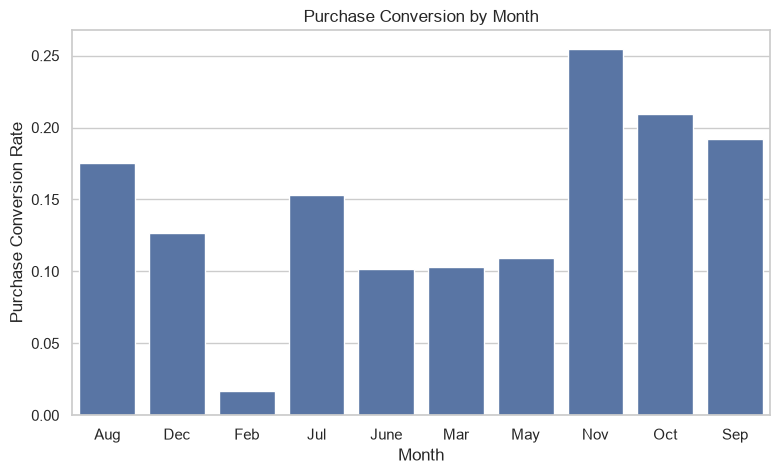 Purchase Conversion by Month
Purchase Conversion Rate
0.25
0.20
0.15
0.10
0.05
0.00
Aug Dec Feb Jul June Mar May Nov Oct Sep
Month